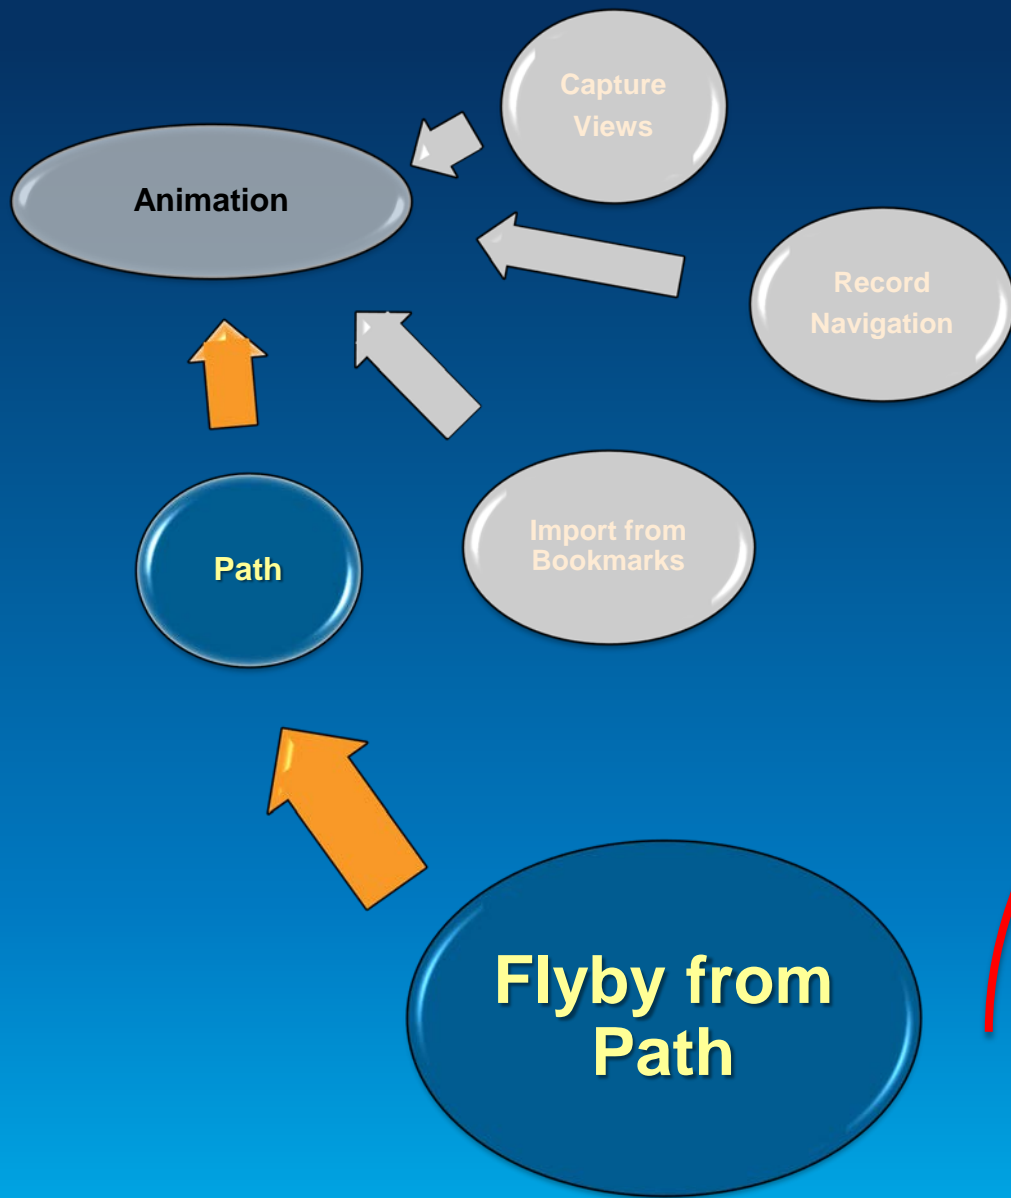 Capture
Views
Animation
Record
Navigation
Import from
Bookmarks
Path
Flyby from
Path